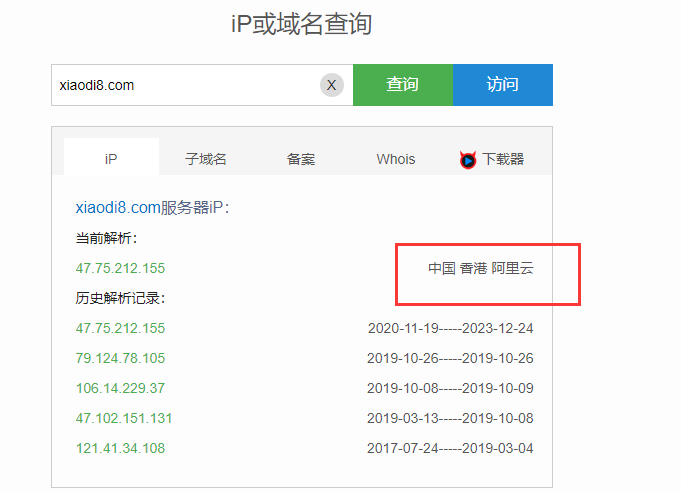 iP或域名查询
xiaodi8.com X 查询 访问
iP 子域名 备案 Whois 下载器
xiaodi8.com服务器iP：
当前解析：
47.75.212.155 中国 香港 阿里云
历史解析记录：
47.75.212.155 2020-11-19-----2023-12-24
79.124.78.105 2019-10-26-----2019-10-26
106.14.229.37 2019-10-08-----2019-10-09
47.102.151.131 2019-03-13-----2019-10-08
121.41.34.108 2017-07-24-----2019-03-04